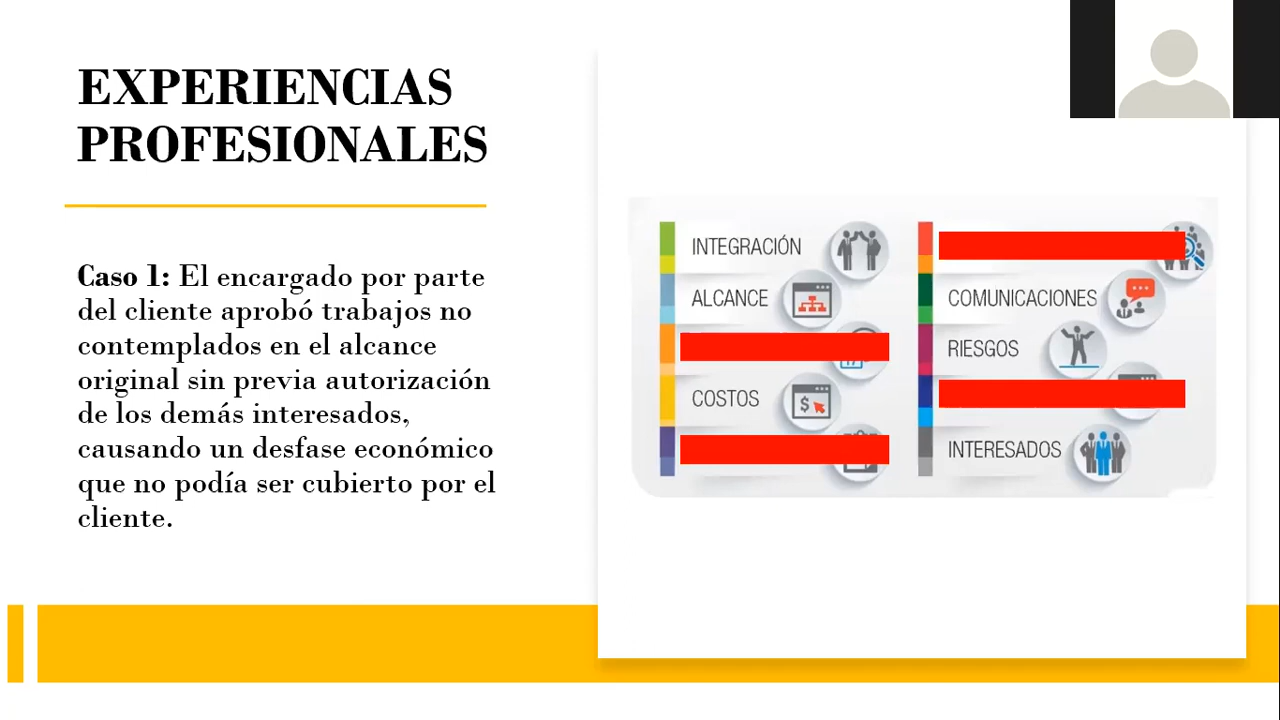 EXPERIENCIAS
PROFESIONALES
Caso 1: El encargado por parte
del cliente aprobó trabajos no
contemplados en el alcance
original sin previa autorización
de los demás interesados,
causando un desfase económico
que no podía ser cubierto por el
cliente.
INTEGRACIÓN
ALCANCE
COSTOS
$
COMUNICACIONES
RIESGOS
INTERESADOS